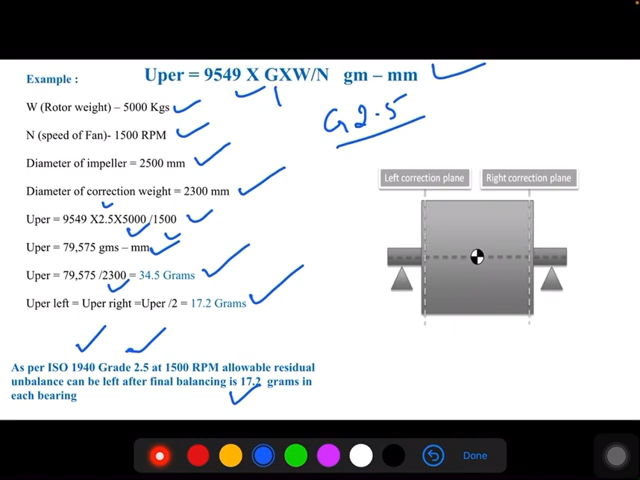 Uper = 9549 X GXW/N gm – mm
Example :
W (Rotor weight) – 5000 Kgs
G 2.5
N (speed of Fan)- 1500 RPM
Diameter of impeller = 2500 mm
Diameter of correction weight = 2300 mm
Left correction plane
Right correction plane
Uper = 9549 X2.5X5000 /1500
Uper = 79,575 gms – mm
Uper = 79,575 /2300 = 34.5 Grams
Uper left = Uper right =Uper /2 = 17.2 Grams
As per ISO 1940 Grade 2.5 at 1500 RPM allowable residual
unbalance can be left after final balancing is 17.2 grams in
each bearing
Done